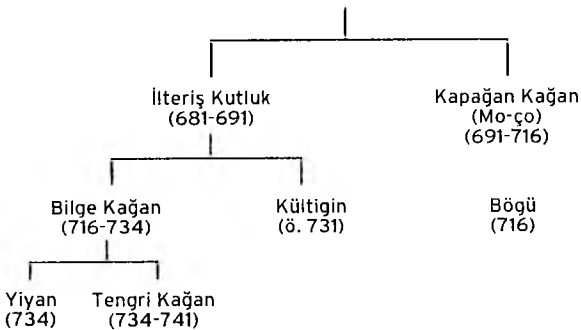 İlteriş Kutluk
(681-691)
Kapağan Kağan
(Mo-ço)
(691-716)
Bilge Kağan
(716-734)
Kültigin
(ö. 731)
Bögü
(716)
Yiyan
(734)
Tengri Kağan
(734-741)